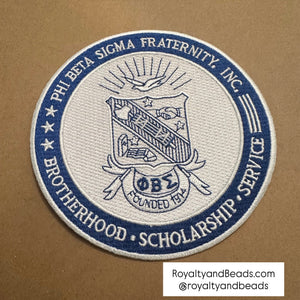 PHI BETA SIGMA FRATERNITY, INC.
ΦΒΣ
FOUNDED 1914
BROTHERHOOD · SCHOLARSHIP · SERVICE
RoyaltyandBeads.com
@royaltyandbeads